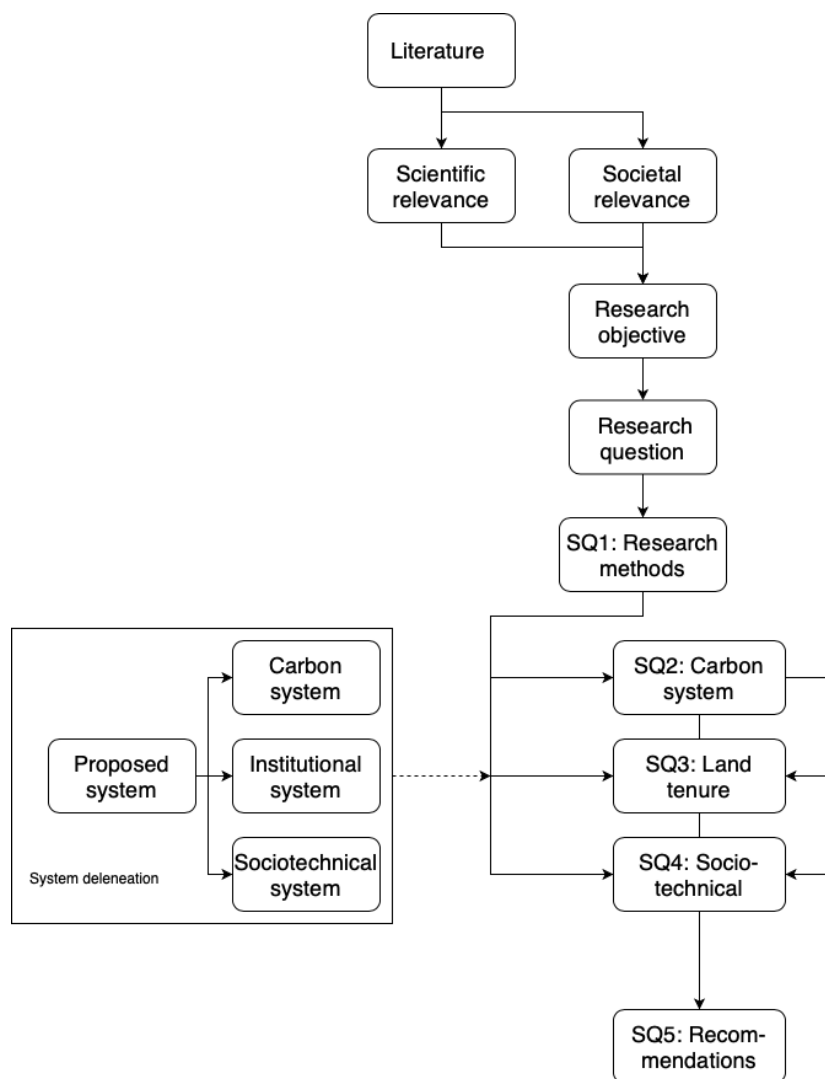 Literature
Scientific
relevance
Societal
relevance
Research
objective
Research
question
SQ1: Research
methods
Carbon
system
Proposed
system
Institutional
system
Sociotechnical
system
System deleneation
SQ2: Carbon
system
SQ3: Land
tenure
SQ4: Socio-
technical
SQ5: Recom-
mendations